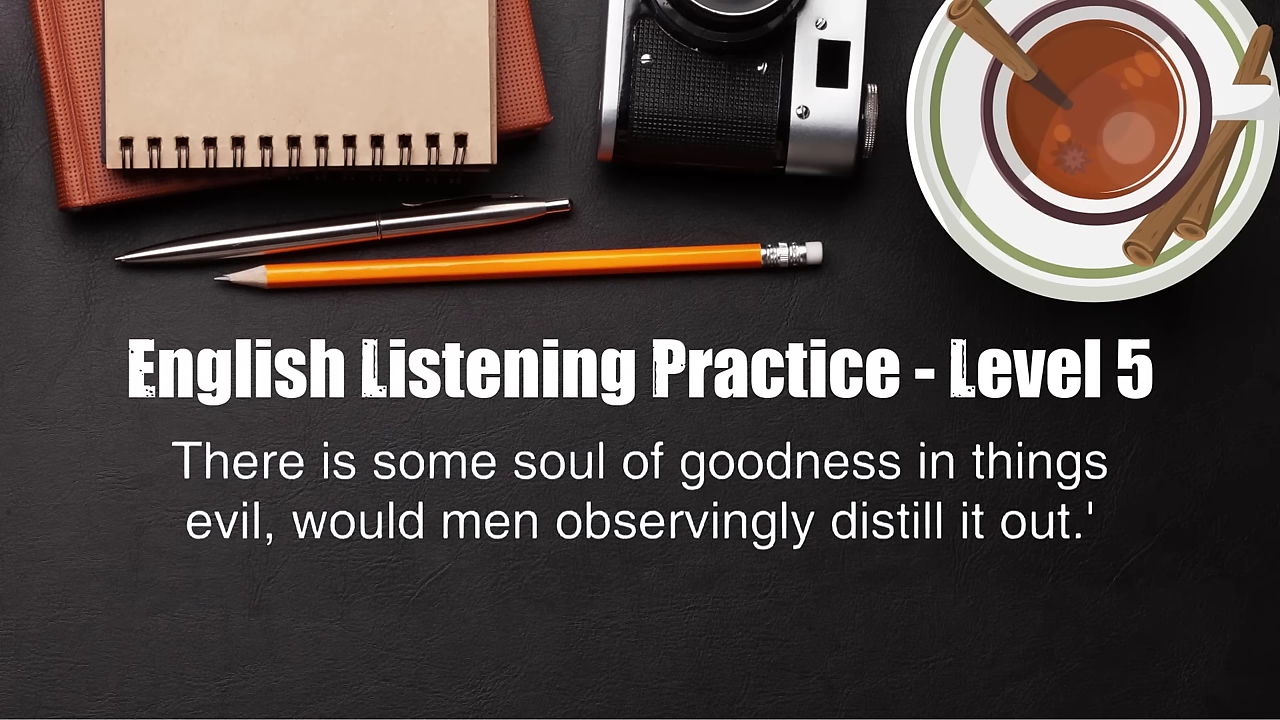 English Listening Practice - Level 5
There is some soul of goodness in things
evil, would men observingly distill it out.'